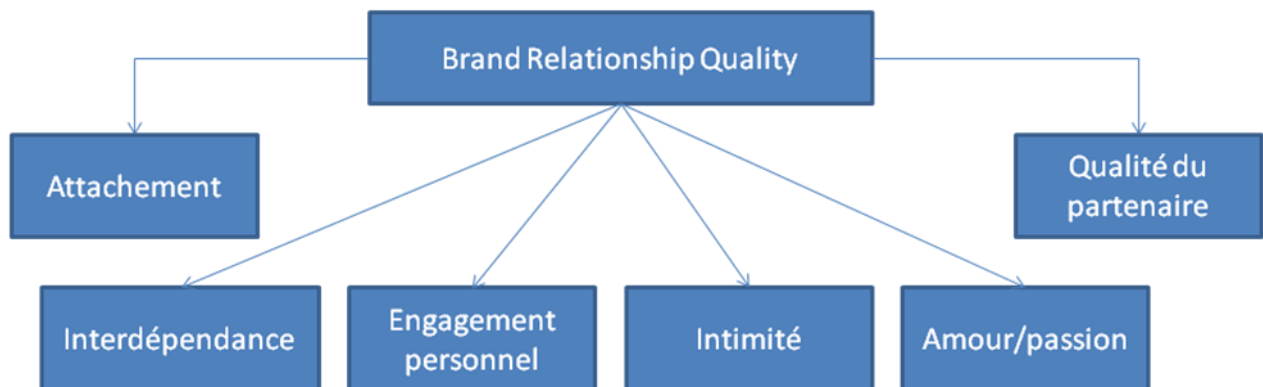 Brand Relationship Quality
Attachement
Qualité du
partenaire
Interdépendance
Engagement
personnel
Intimité
Amour/passion